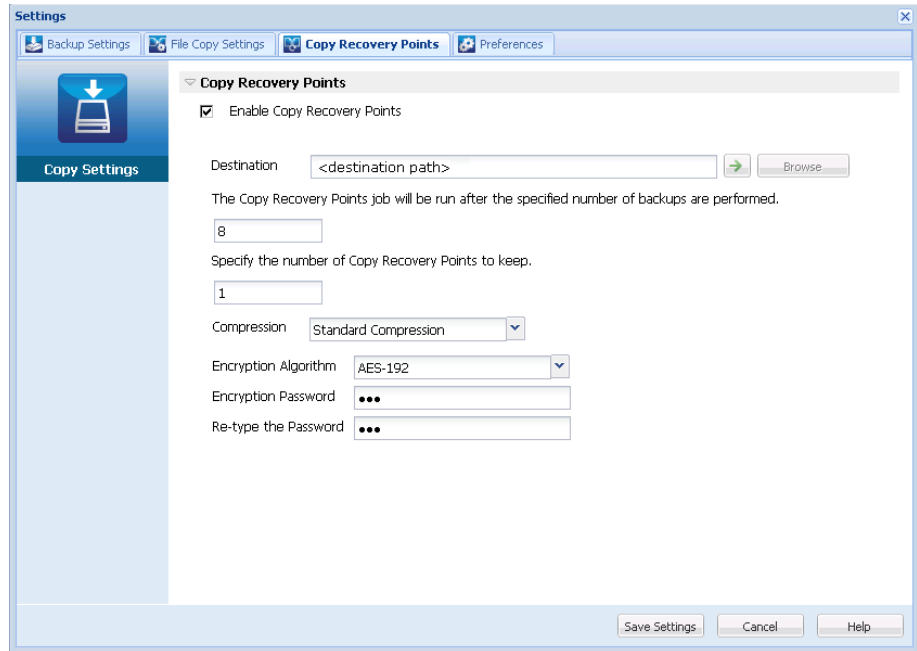 Settings
Backup Settings File Copy Settings Copy Recovery Points Preferences
Copy Settings
Copy Recovery Points
Enable Copy Recovery Points
Destination <destination path> Browse
The Copy Recovery Points job will be run after the specified number of backups are performed.
8
Specify the number of Copy Recovery Points to keep.
1
Compression Standard Compression
Encryption Algorithm AES-192
Encryption Password •••
Re-type the Password •••
Save Settings Cancel Help